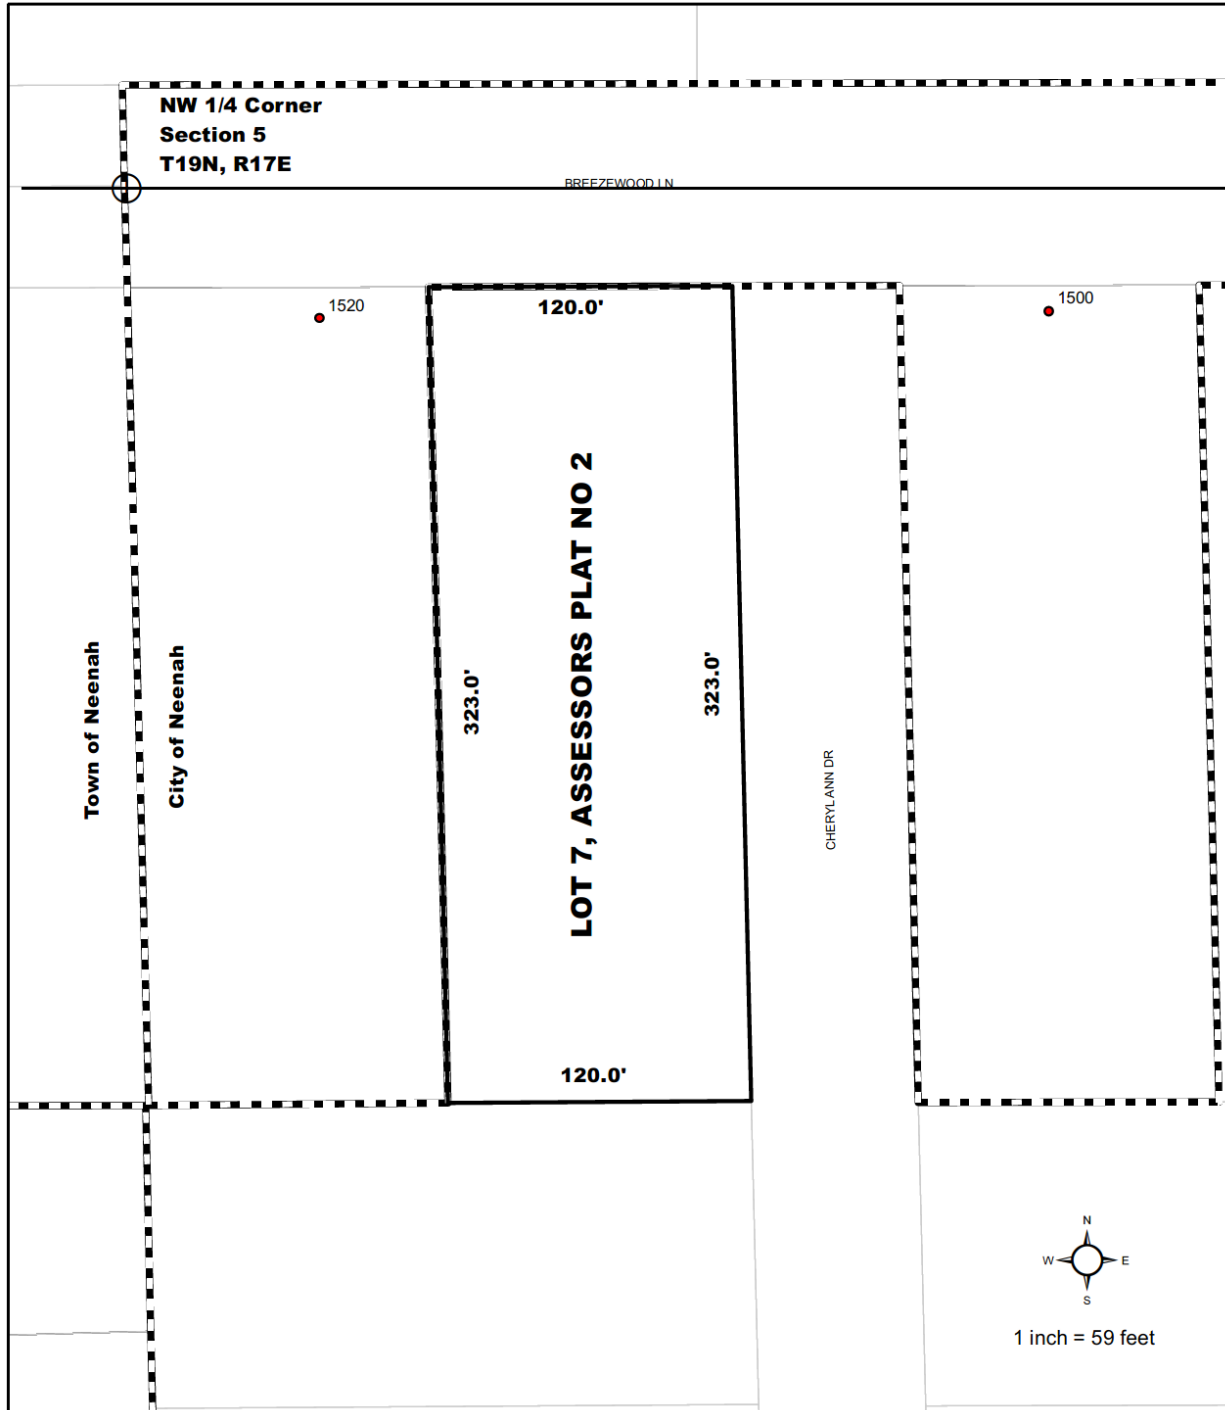 NW 1/4 Corner
Section 5
T19N, R17E
BREEZEWOOD LN
1520
120.0'
1500
LOT 7, ASSESSORS PLAT NO 2
Town of Neenah
City of Neenah
323.0'
323.0'
CHERYL ANN DR
120.0'
N
W
E
S
1 inch = 59 feet